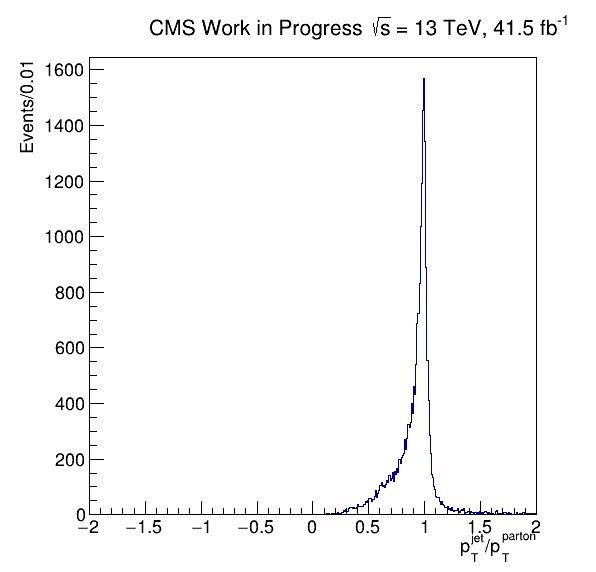 CMS Work in Progress √s = 13 TeV, 41.5 fb⁻¹
Events/0.01
1600
1400
1200
1000
800
600
400
200
0
−2 −1.5 −1 −0.5 0 0.5 1 1.5 2
p_T^jet/p_T^parton